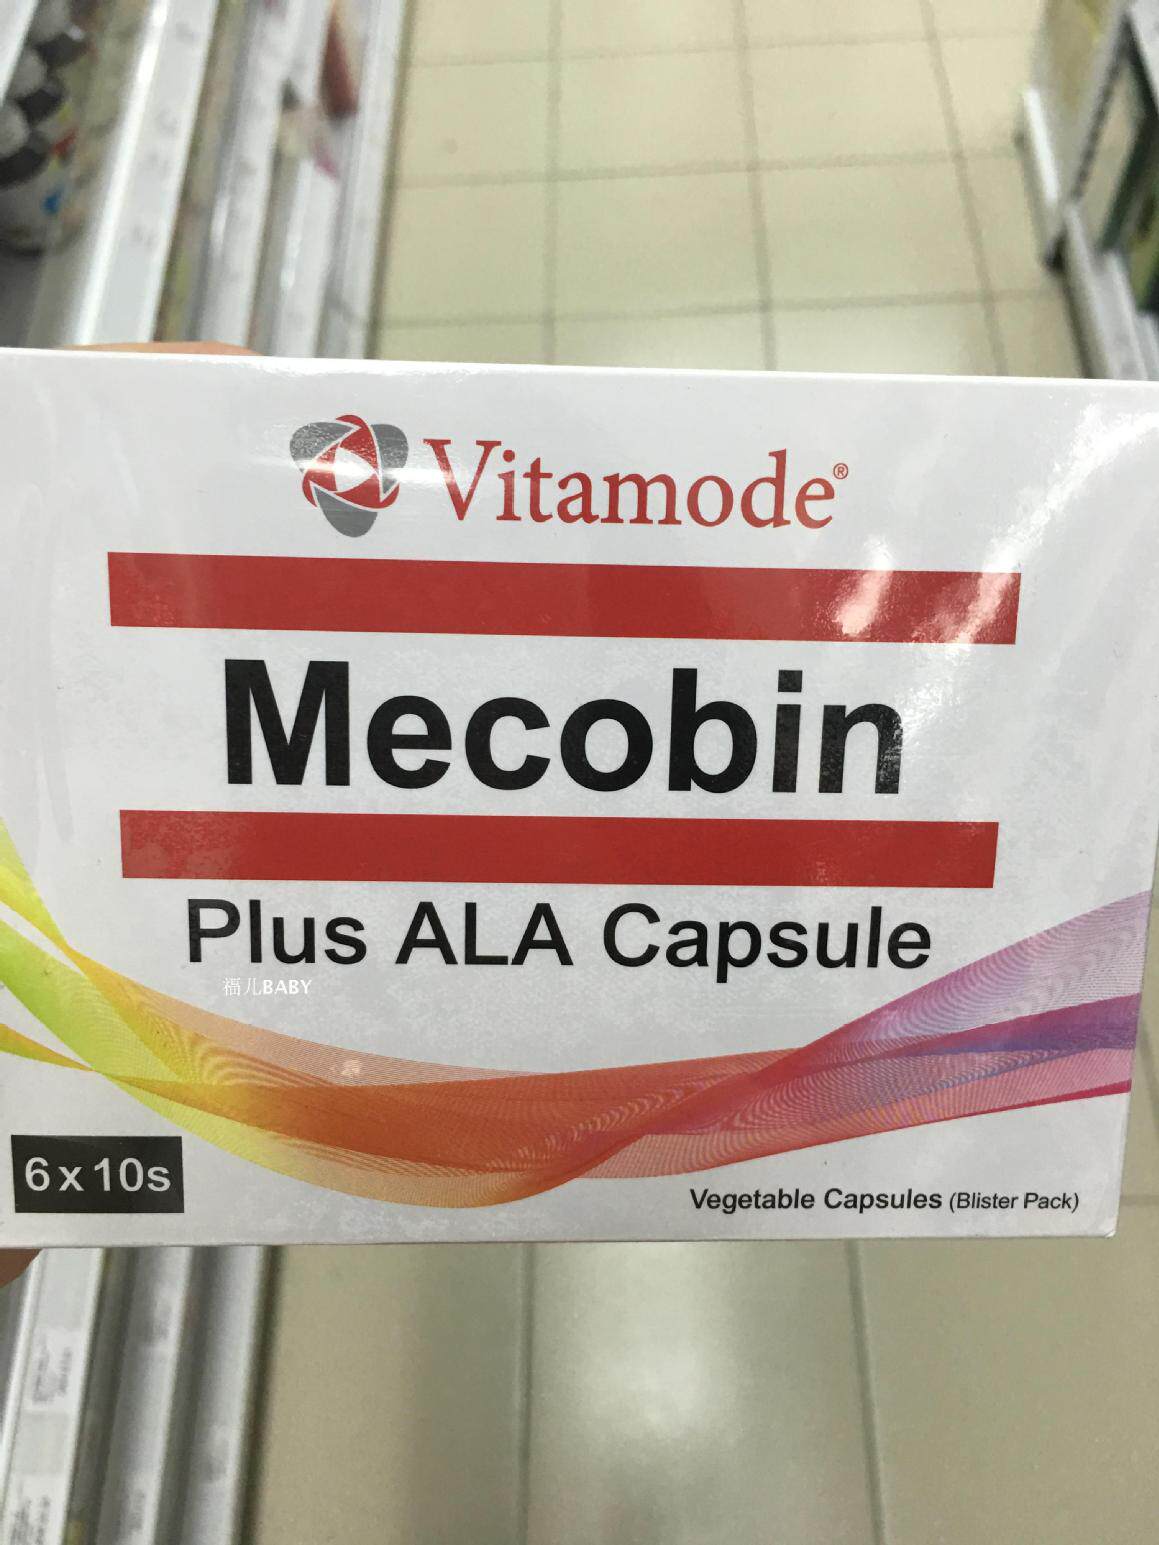 Vitamode®
Mecobin
Plus ALA Capsule
福儿BABY
6 x 10s
Vegetable Capsules (Blister Pack)